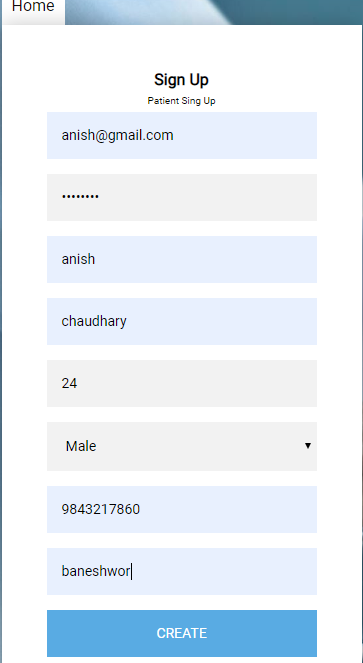 Home
Sign Up
Patient Sing Up
anish@gmail.com
••••••••
anish
chaudhary
24
Male
9843217860
baneshwor
CREATE